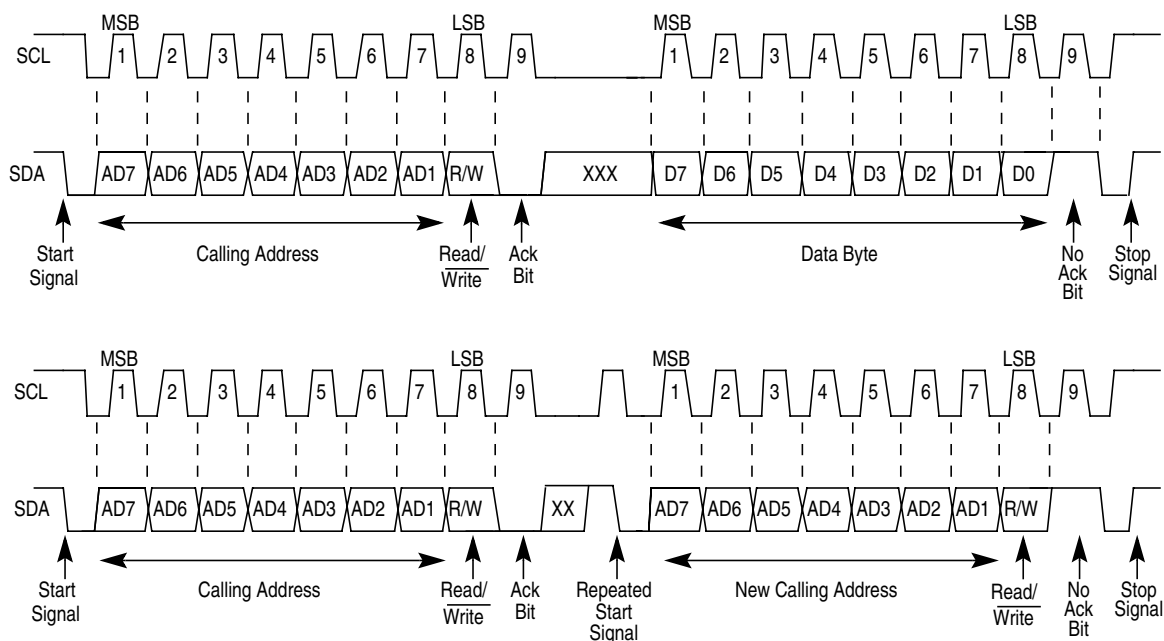 MSB LSB MSB LSB
SCL 1 2 3 4 5 6 7 8 9 1 2 3 4 5 6 7 8 9
SDA AD7 AD6 AD5 AD4 AD3 AD2 AD1 R/W XXX D7 D6 D5 D4 D3 D2 D1 D0
Start Signal
Calling Address
Read/ Write
Ack Bit
Data Byte
No Ack Bit
Stop Signal
MSB LSB MSB LSB
SCL 1 2 3 4 5 6 7 8 9 1 2 3 4 5 6 7 8 9
SDA AD7 AD6 AD5 AD4 AD3 AD2 AD1 R/W XX AD7 AD6 AD5 AD4 AD3 AD2 AD1 R/W
Start Signal
Calling Address
Read/ Write
Ack Bit
Repeated Start Signal
New Calling Address
Read/ Write
No Ack Bit
Stop Signal